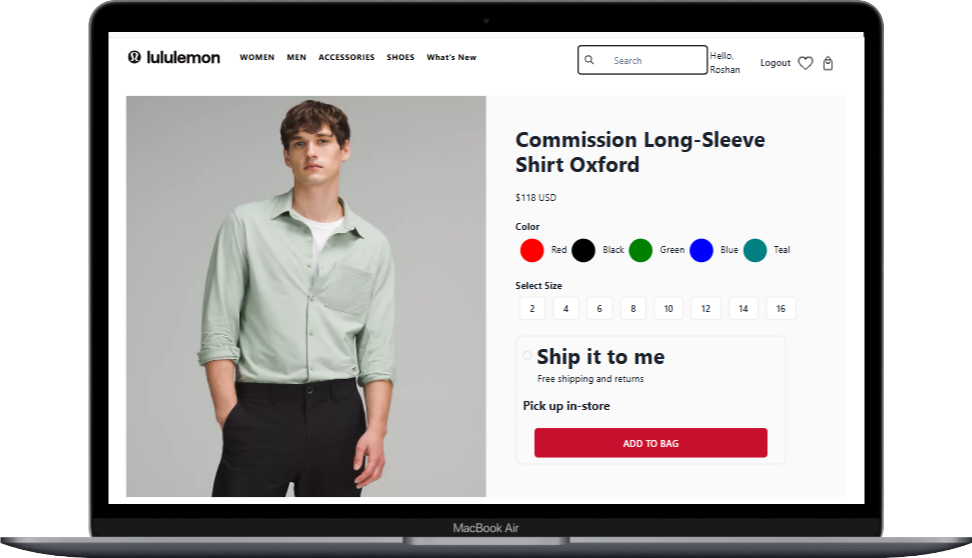 lululemon WOMEN MEN ACCESSORIES SHOES What's New Search Hello, Roshan Logout
Commission Long-Sleeve
Shirt Oxford
$118 USD
Color
Red Black Green Blue Teal
Select Size
2 4 6 8 10 12 14 16
Ship it to me
Free shipping and returns
Pick up in-store
ADD TO BAG
MacBook Air